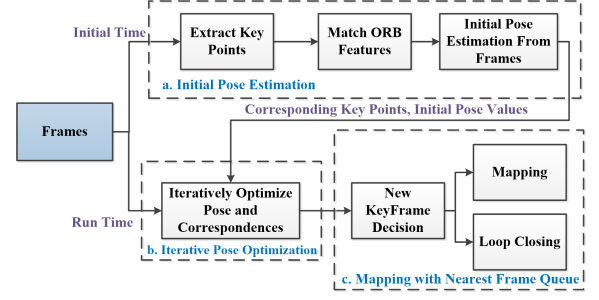 Initial Time
Extract Key
Points
Match ORB
Features
Initial Pose
Estimation From
Frames
a. Initial Pose Estimation
Corresponding Key Points, Initial Pose Values
Frames
Run Time
Iteratively Optimize
Pose and
Correspondences
b. Iterative Pose Optimization
New
KeyFrame
Decision
Mapping
Loop Closing
c. Mapping with Nearest Frame Queue